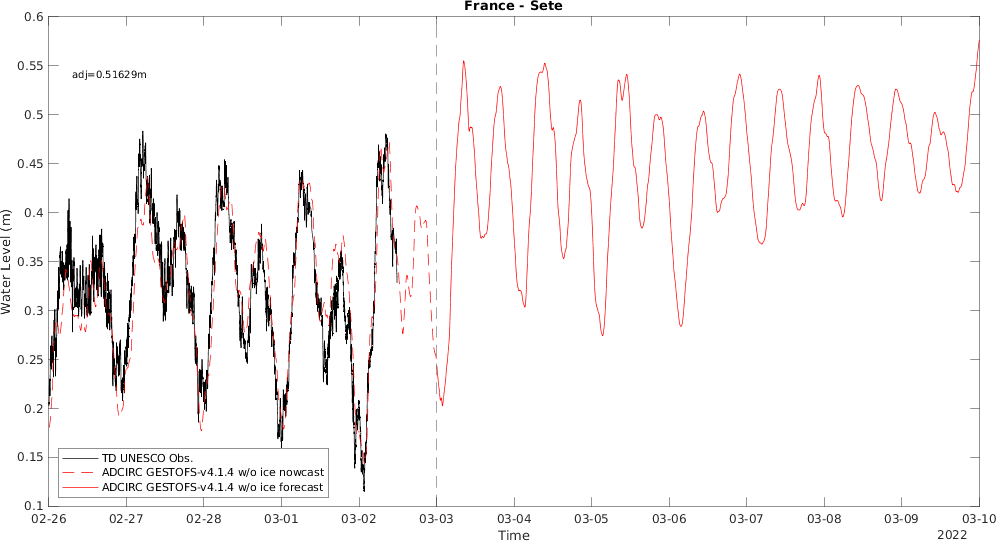 France - Sete
adj=0.51629m
Water Level (m)
0.6
0.55
0.5
0.45
0.4
0.35
0.3
0.25
0.2
0.15
0.1
TD UNESCO Obs.
ADCIRC GESTOFS-v4.1.4 w/o ice nowcast
ADCIRC GESTOFS-v4.1.4 w/o ice forecast
02-26 02-27 02-28 03-01 03-02 03-03 03-04 03-05 03-06 03-07 03-08 03-09 03-10
Time
2022